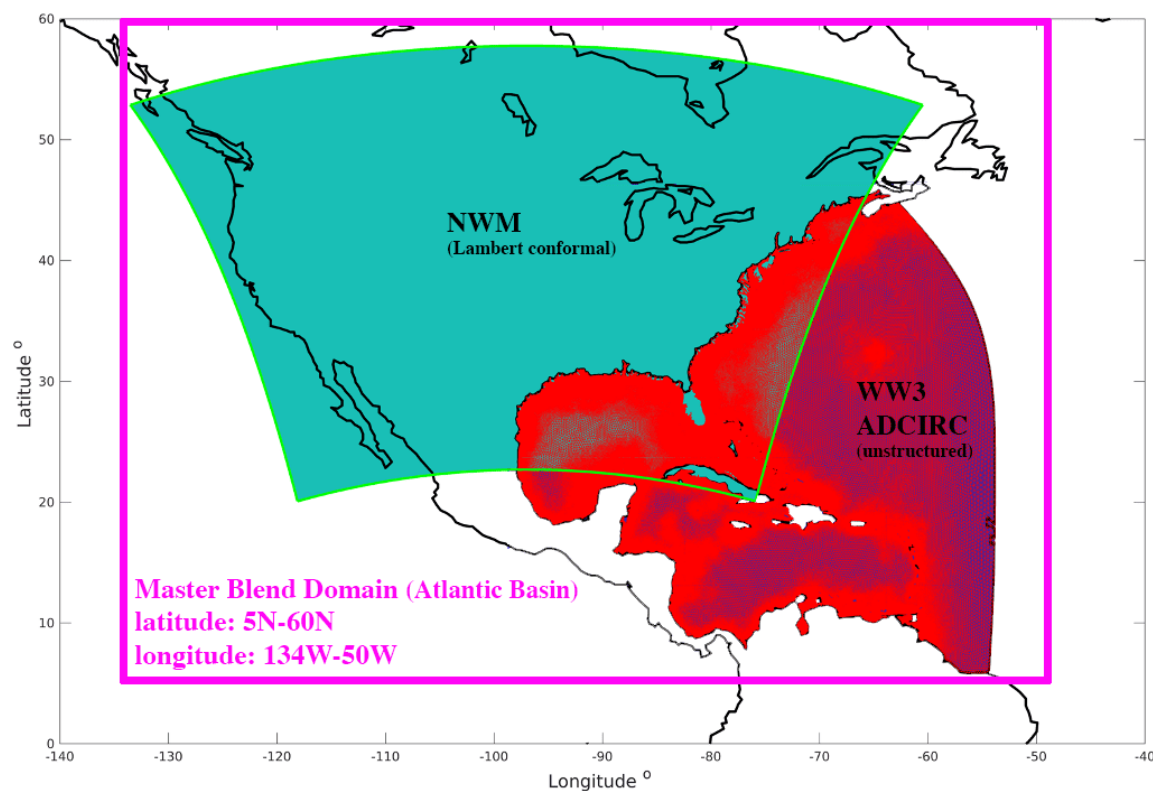 60
50
40
30
20
10
0
Latitude °
NWM
(Lambert conformal)
WW3
ADCIRC
(unstructured)
Master Blend Domain (Atlantic Basin)
latitude: 5N-60N
longitude: 134W-50W
-140 -130 -120 -110 -100 -90 -80 -70 -60 -50 -40
Longitude °